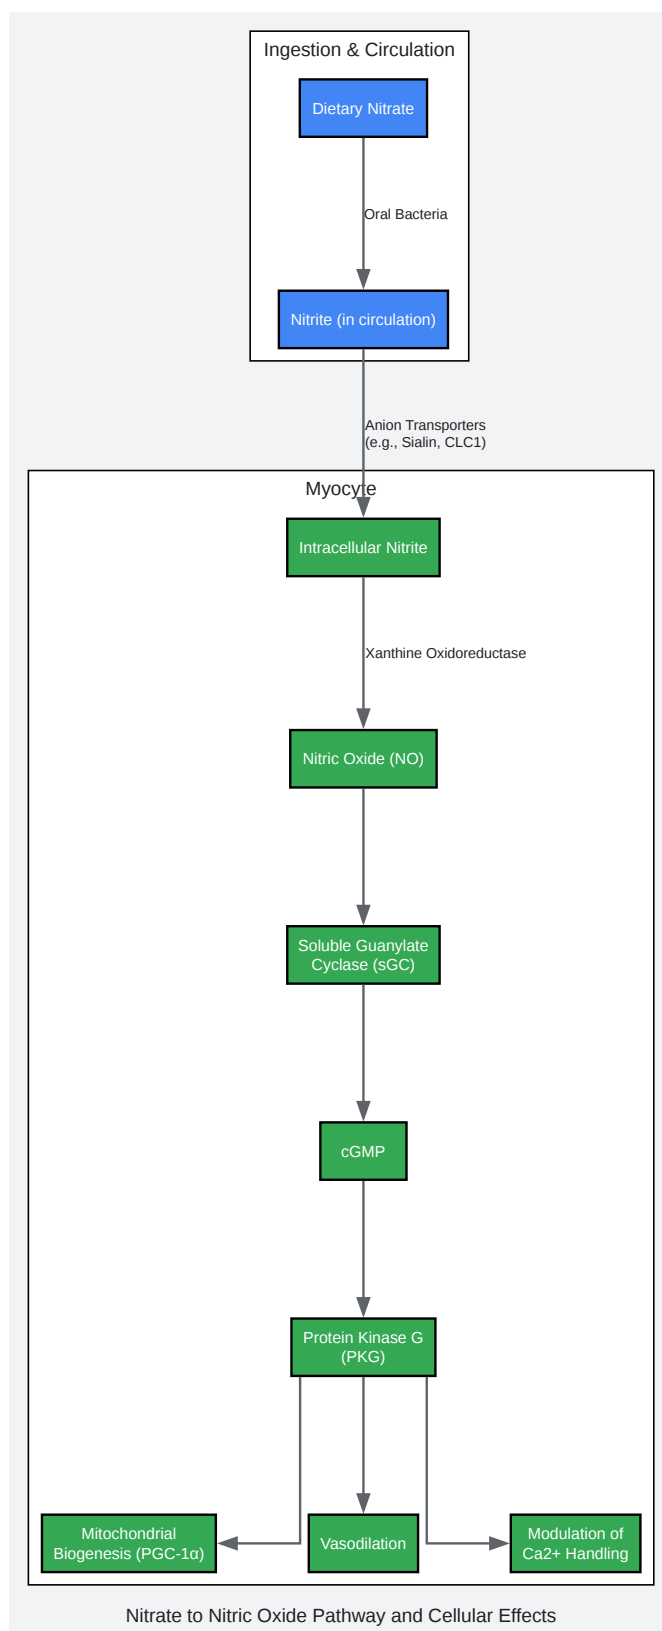 Ingestion & Circulation
Dietary Nitrate
Oral Bacteria
Nitrite (in circulation)
Anion Transporters
(e.g., Sialin, CLC1)
Myocyte
Intracellular Nitrite
Xanthine Oxidoreductase
Nitric Oxide (NO)
Soluble Guanylate
Cyclase (sGC)
cGMP
Protein Kinase G
(PKG)
Mitochondrial
Biogenesis (PGC-1α)
Vasodilation
Modulation of
Ca2+ Handling
Nitrate to Nitric Oxide Pathway and Cellular Effects